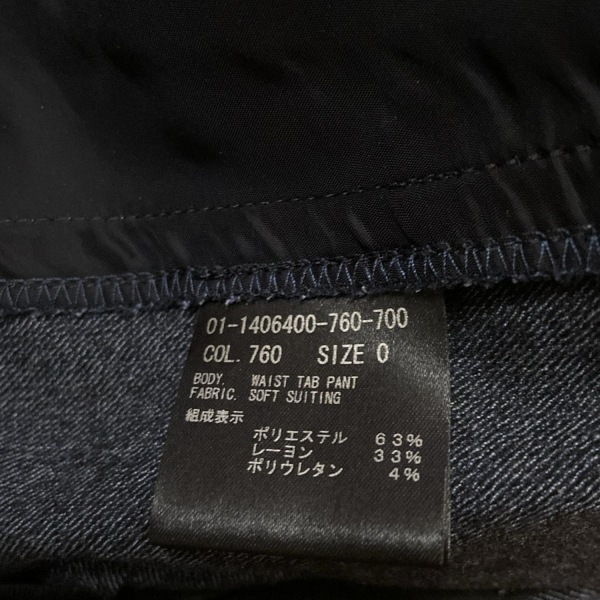 01-1406400-760-700
COL. 760 SIZE 0
BODY. WAIST TAB PANT
FABRIC. SOFT SUITING
組成表示
ポリエステル 63%
レーヨン 33%
ポリウレタン 4%